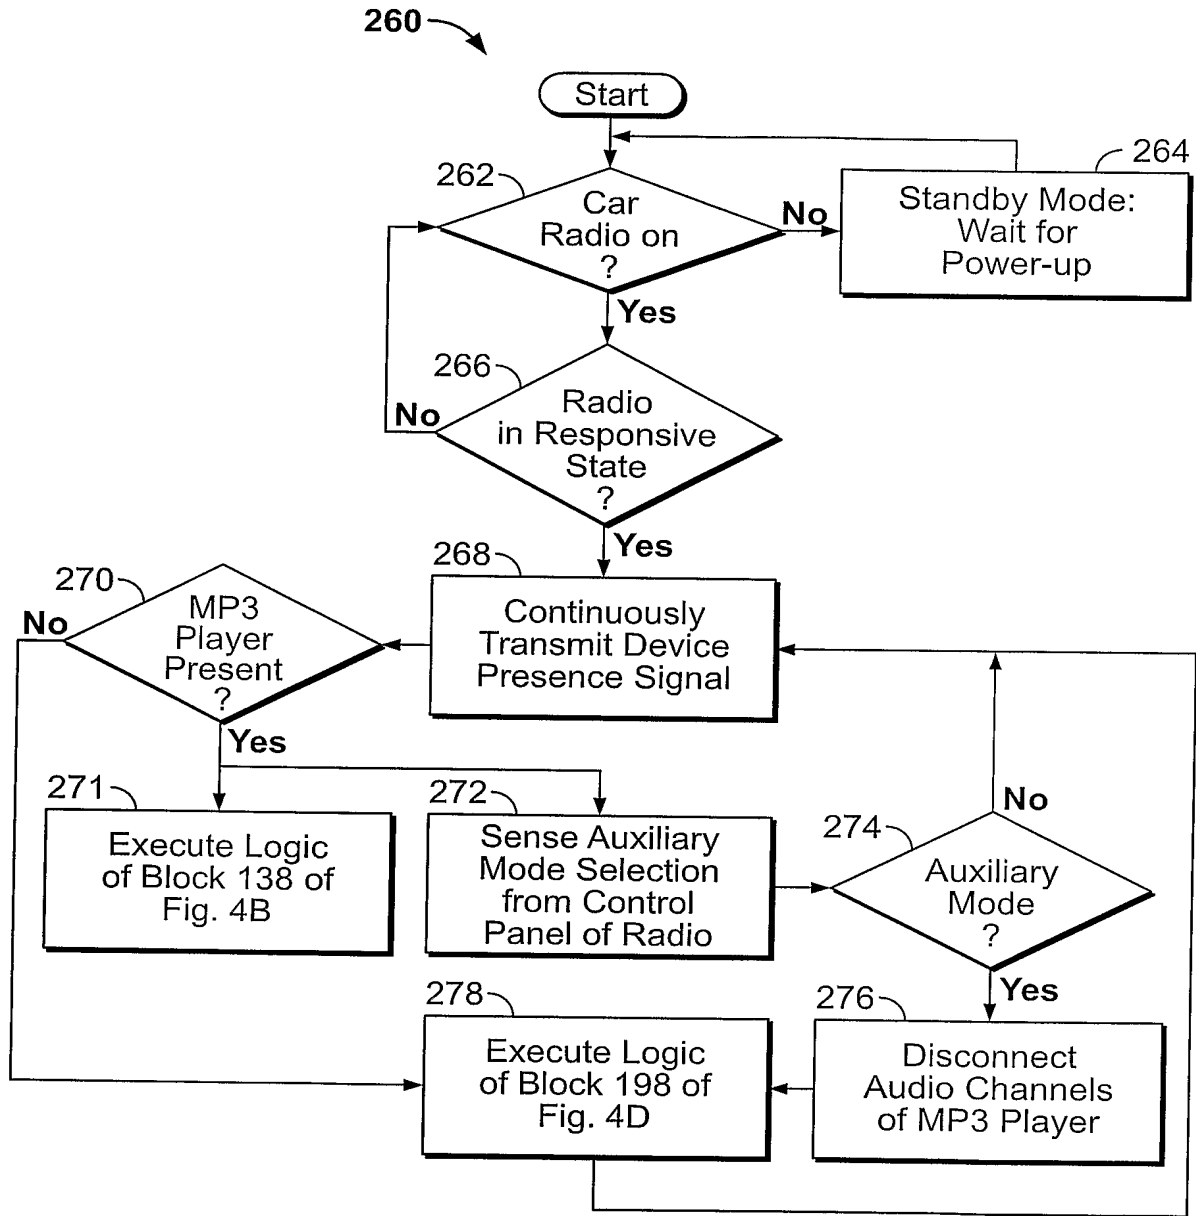 260
Start
262
Car
Radio on
?
No
264
Standby Mode:
Wait for
Power-up
Yes
266
Radio
in Responsive
State
?
No
Yes
268
Continuously
Transmit Device
Presence Signal
270
MP3
Player
Present
?
No
Yes
271
Execute Logic
of Block 138 of
Fig. 4B
272
Sense Auxiliary
Mode Selection
from Control
Panel of Radio
274
Auxiliary
Mode
?
No
Yes
276
Disconnect
Audio Channels
of MP3 Player
278
Execute Logic
of Block 198 of
Fig. 4D